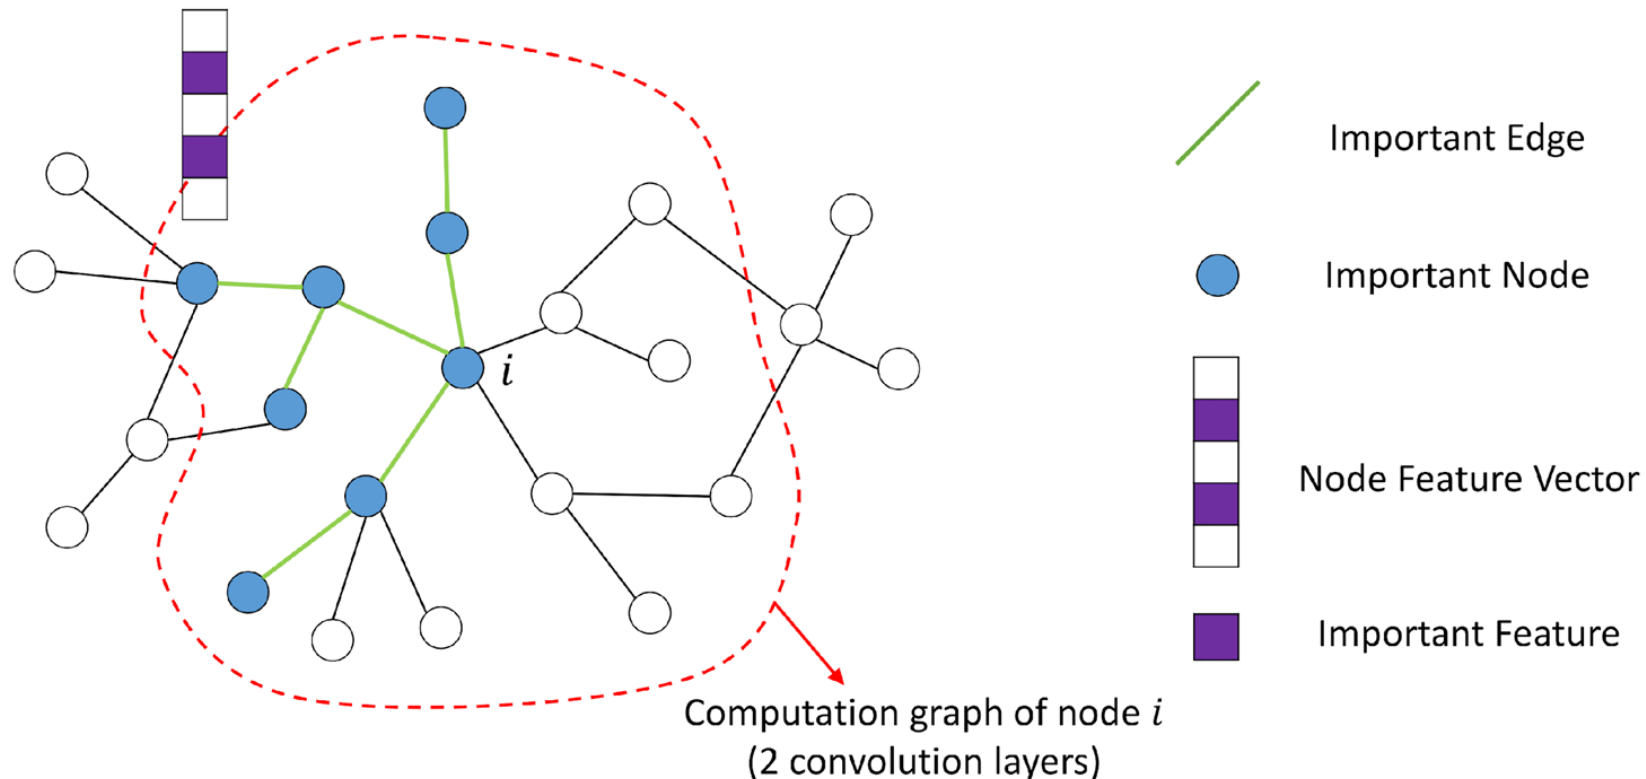 i
Important Edge
Important Node
Node Feature Vector
Important Feature
Computation graph of node i
(2 convolution layers)